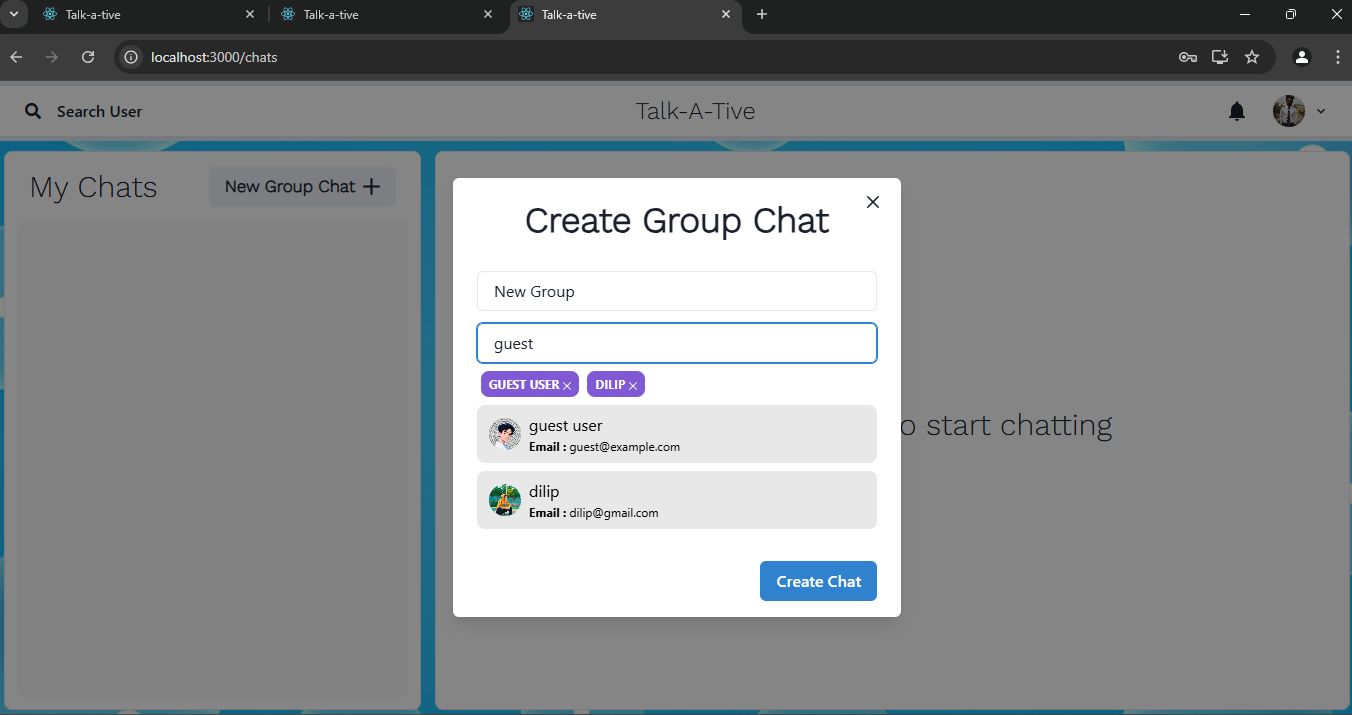 Talk-a-tive
Talk-a-tive
Talk-a-tive
localhost:3000/chats
Search User
Talk-A-Tive
My Chats
New Group Chat
Create Group Chat
New Group
guest
GUEST USER
DILIP
guest user
Email : guest@example.com
dilip
Email : dilip@gmail.com
Create Chat
o start chatting